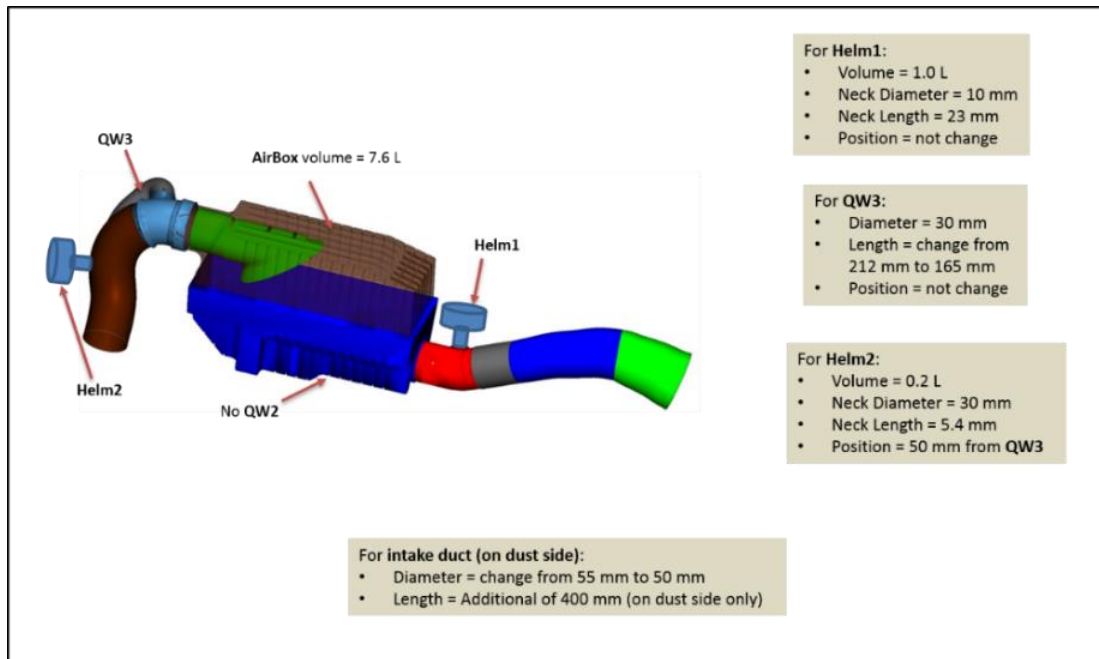 For Helm1:
• Volume = 1.0 L
• Neck Diameter = 10 mm
• Neck Length = 23 mm
• Position = not change
QW3
AirBox volume = 7.6 L
For QW3:
• Diameter = 30 mm
• Length = change from
212 mm to 165 mm
• Position = not change
Helm1
Helm2
No QW2
For Helm2:
• Volume = 0.2 L
• Neck Diameter = 30 mm
• Neck Length = 5.4 mm
• Position = 50 mm from QW3
For intake duct (on dust side):
• Diameter = change from 55 mm to 50 mm
• Length = Additional of 400 mm (on dust side only)